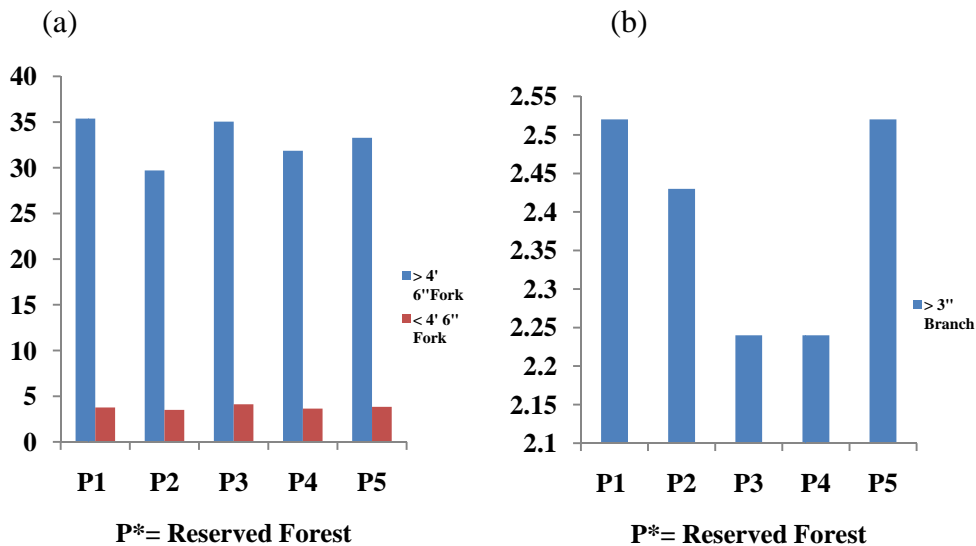 (a)
40
35
30
25
20
15
10
5
0
P1 P2 P3 P4 P5
P*= Reserved Forest
> 4'
6"Fork
< 4' 6"
Fork
(b)
2.55
2.5
2.45
2.4
2.35
2.3
2.25
2.2
2.15
2.1
P1 P2 P3 P4 P5
P*= Reserved Forest
> 3"
Branch